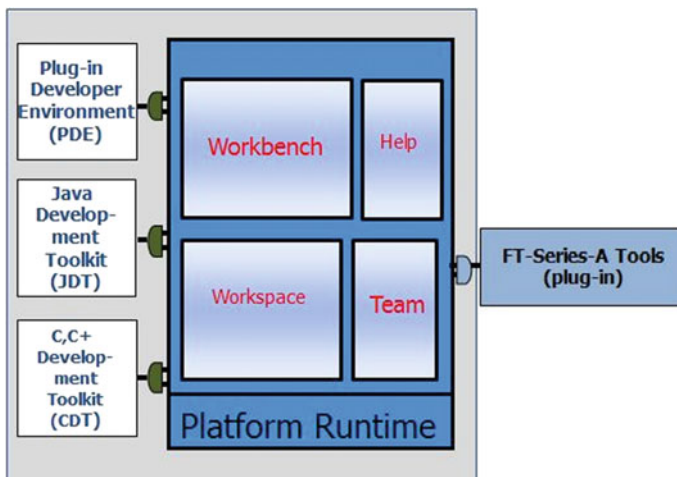 Plug-in
Developer
Environment
(PDE)
Java
Develop-
ment
Toolkit
(JDT)
C,C+
Develop-
ment
Toolkit
(CDT)
Workbench
Help
Workspace
Team
Platform Runtime
FT-Series-A Tools
(plug-in)